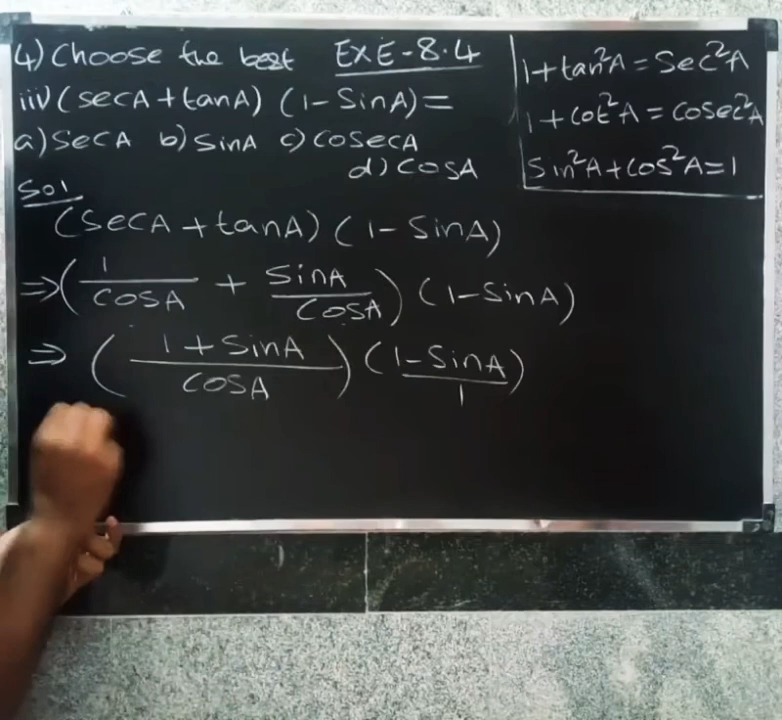 4) Choose the best EXE-8.4
iii) (secA + tanA) (1 - SinA) =
a) SecA b) SinA c) CosecA
d) COSA
Sol
(SecA + tanA) (1 - SinA)
⇒ (1/COSA + SinA/COSA) (1 - SinA)
⇒ (1 + SinA/COSA) (1 - SinA/1)
1 + tan²A = Sec²A
1 + cot²A = cosec²A
Sin²A + Cos²A = 1